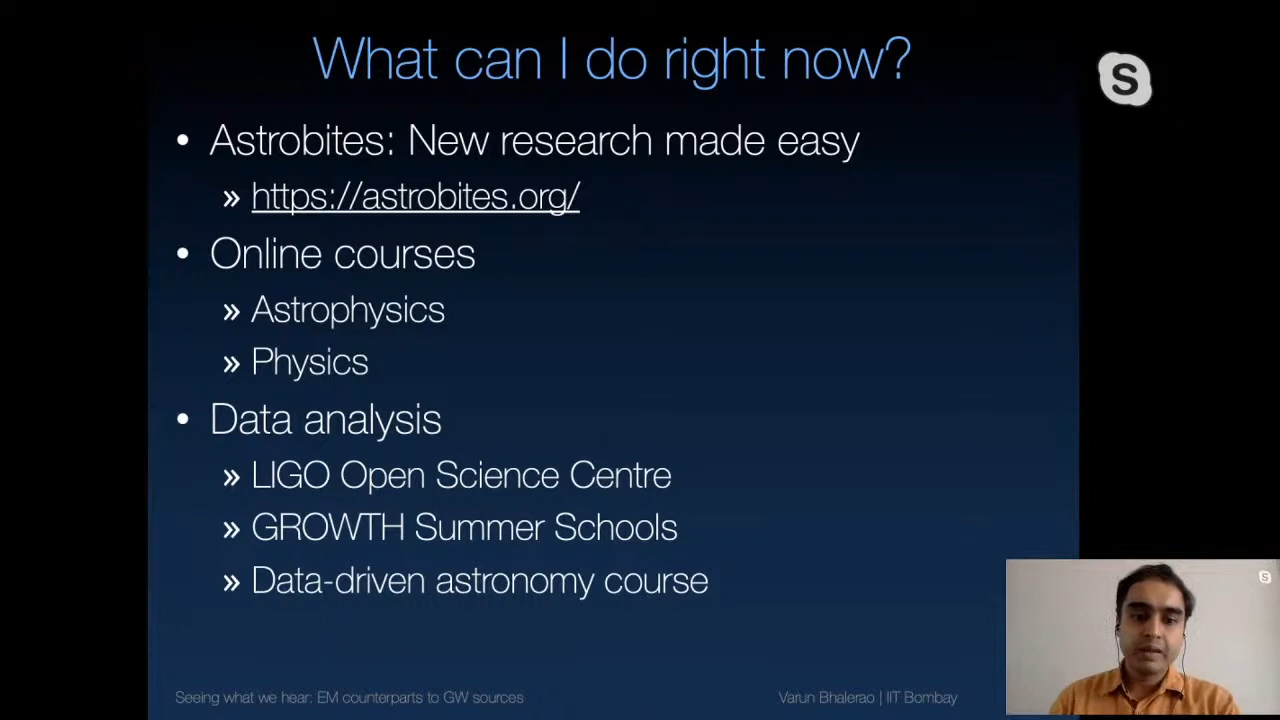 What can I do right now?
• Astrobites: New research made easy
» https://astrobites.org/
• Online courses
» Astrophysics
» Physics
• Data analysis
» LIGO Open Science Centre
» GROWTH Summer Schools
» Data-driven astronomy course
Seeing what we hear: EM counterparts to GW sources
Varun Bhalerao | IIT Bombay
S
S